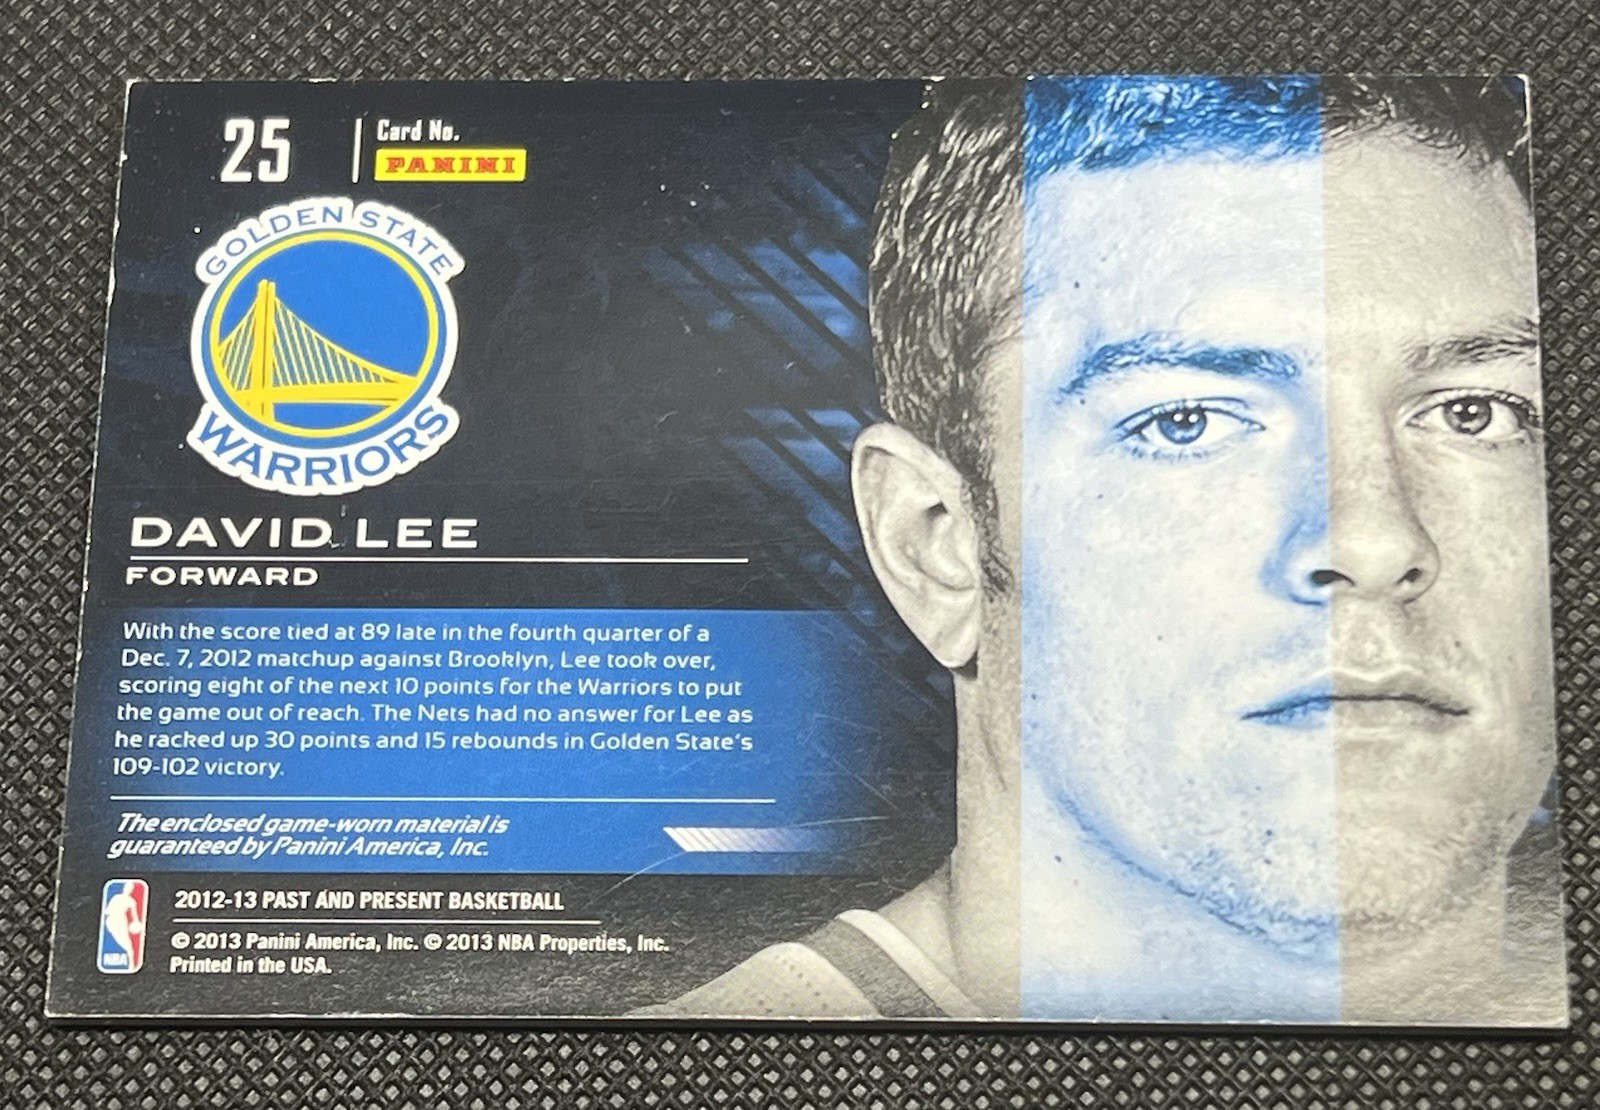 25
Card No.
PANINI
GOLDEN STATE
WARRIORS
DAVID LEE
FORWARD
With the score tied at 89 late in the fourth quarter of a
Dec. 7, 2012 matchup against Brooklyn, Lee took over,
scoring eight of the next 10 points for the Warriors to put
the game out of reach. The Nets had no answer for Lee as
he racked up 30 points and 15 rebounds in Golden State's
109-102 victory.
The enclosed game-worn material is
guaranteed by Panini America, Inc.
NBA
2012-13 PAST AND PRESENT BASKETBALL
© 2013 Panini America, Inc. © 2013 NBA Properties, Inc.
Printed in the USA.